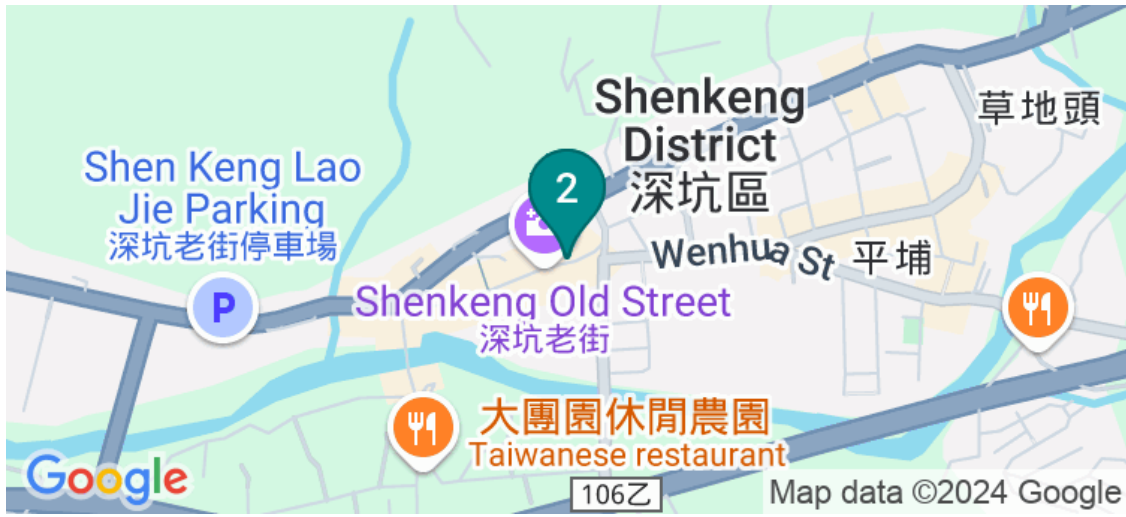 Shenkeng
District
深坑區
草地頭
Shen Keng Lao
Jie Parking
深坑老街停車場
2
Wenhua St
平埔
P
Shenkeng Old Street
深坑老街
大團園休閒農園
Taiwanese restaurant
Google
106乙
Map data ©2024 Google